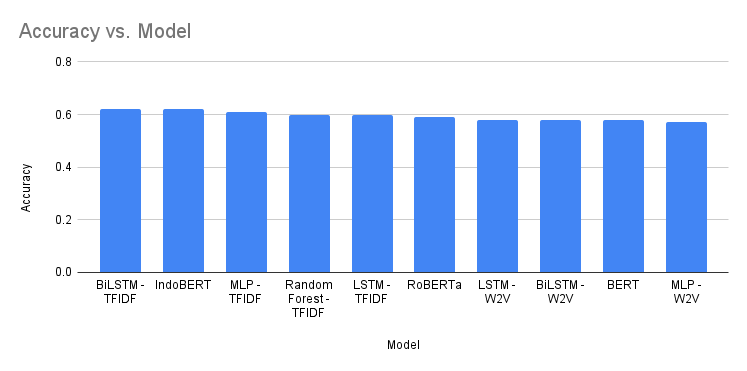 Accuracy vs. Model
0.8
0.6
0.4
0.2
0.0
Accuracy
BiLSTM -
TFIDF
IndoBERT
MLP -
TFIDF
Random
Forest -
TFIDF
LSTM -
TFIDF
RoBERTa
LSTM -
W2V
BiLSTM -
W2V
BERT
MLP -
W2V
Model